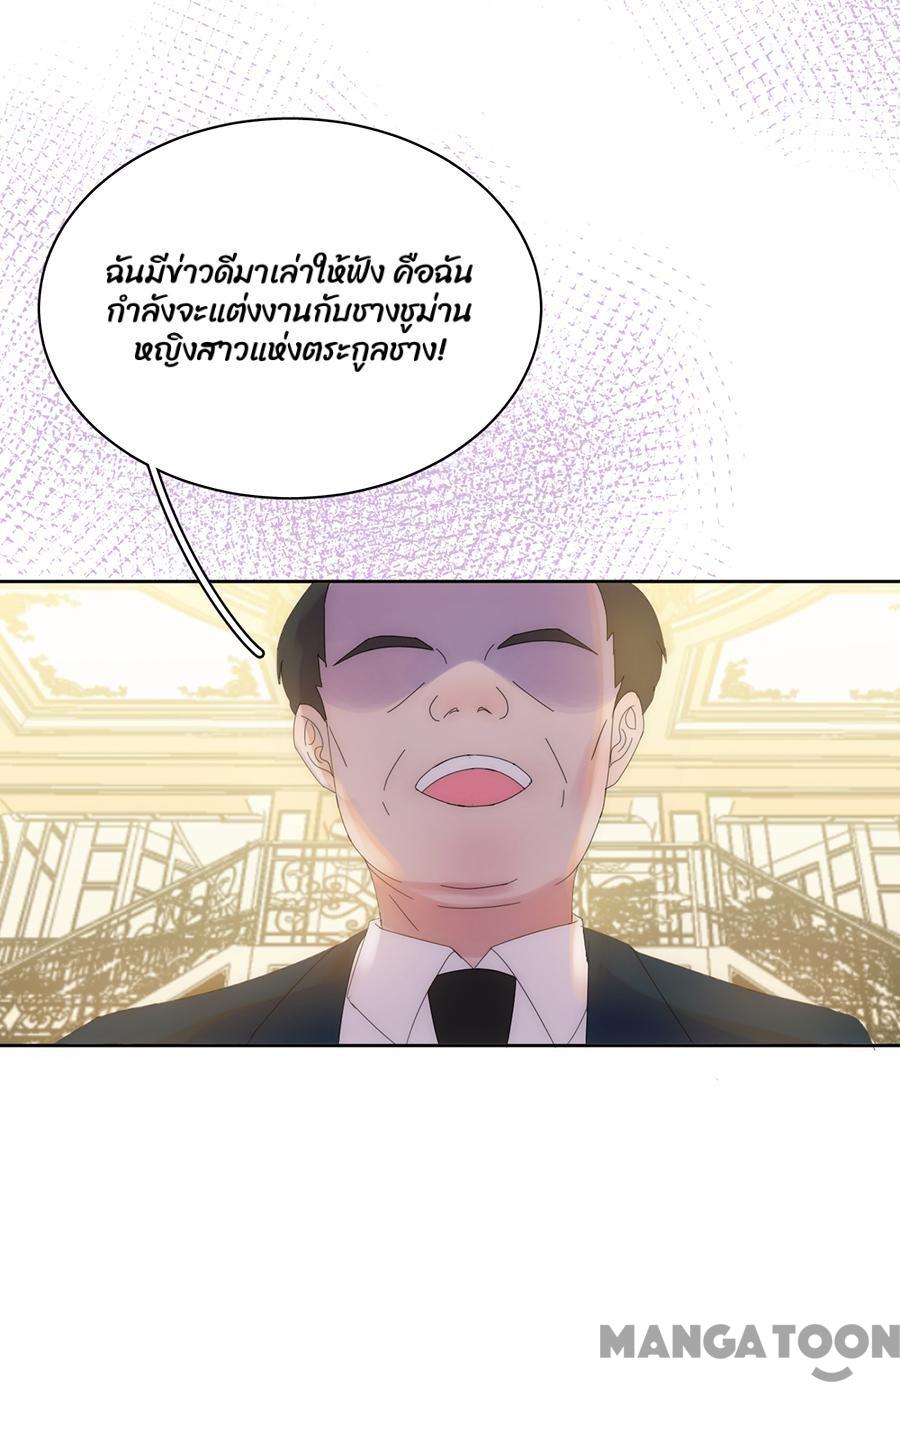 ฉันมีข่าวดีมาเล่าให้ฟัง คือฉัน
กำลังจะแต่งงานกับชางชูม่าน
หญิงสาวแห่งตระกูลชาง!
MANGATOON